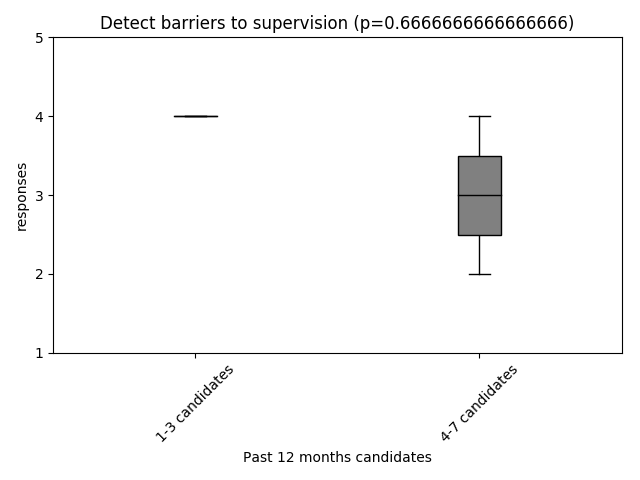 Detect barriers to supervision (p=0.6666666666666666)
5
4
3
2
1
responses
1-3 candidates
4-7 candidates
Past 12 months candidates